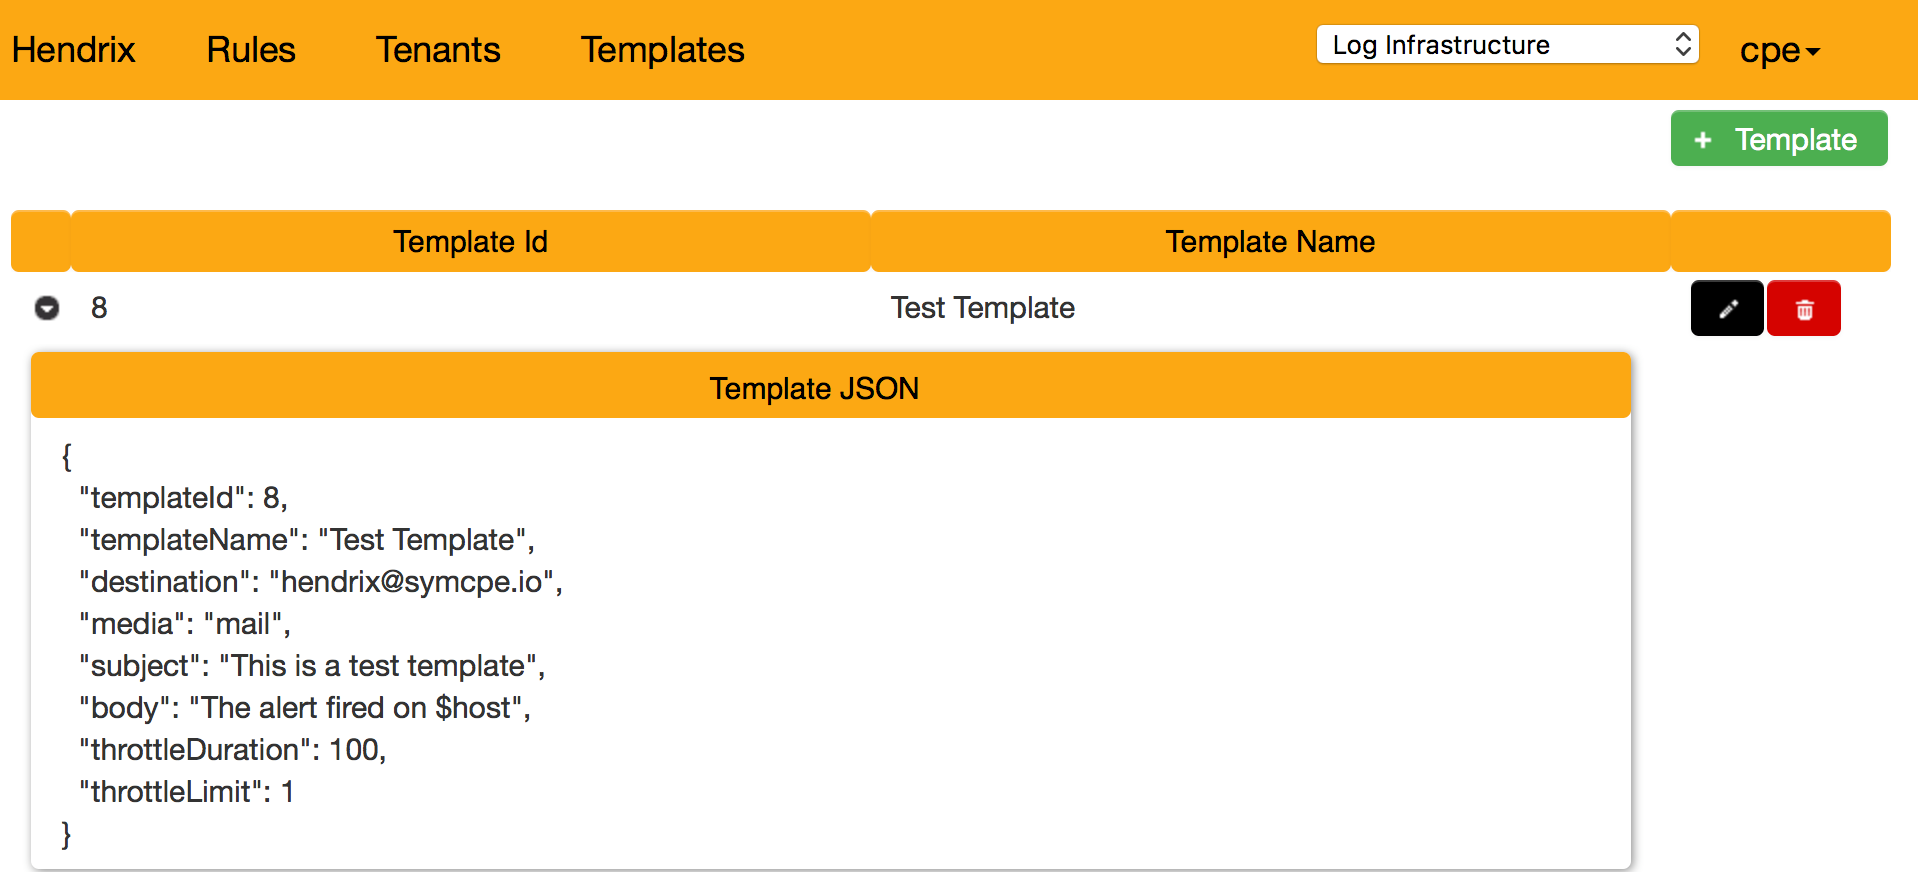 Hendrix Rules Tenants Templates Log Infrastructure cpe
+ Template
Template Id Template Name
8 Test Template
Template JSON
{
"templateId": 8,
"templateName": "Test Template",
"destination": "hendrix@symcpe.io",
"media": "mail",
"subject": "This is a test template",
"body": "The alert fired on $host",
"throttleDuration": 100,
"throttleLimit": 1
}